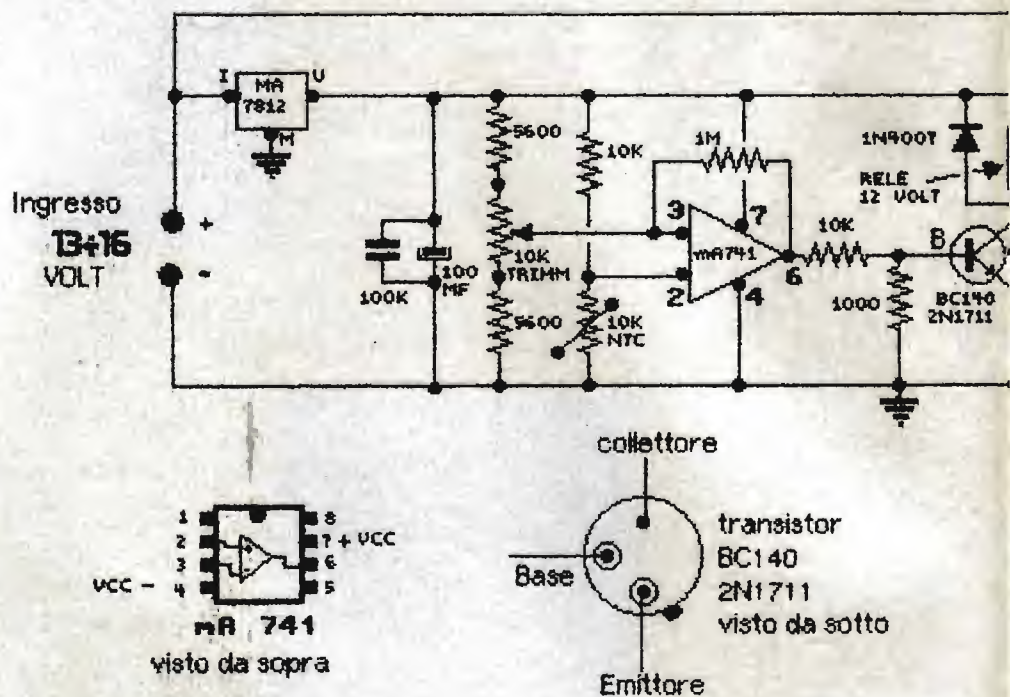 I
MA
7812
U
M
Ingresso
13÷16
VOLT
+
-
100K
100
MF
5600
10K
TRIMM
5600
10K
10K
NTC
1M
3
7
mA741
2
4
6
10K
1000
B
BC140
2N1711
1N4007
RELE
12 VOLT
1
2
3
4
8
7 + VCC
6
5
VCC -
mA 741
visto da sopra
collettore
Base
Emittore
transistor
BC140
2N1711
visto da sotto